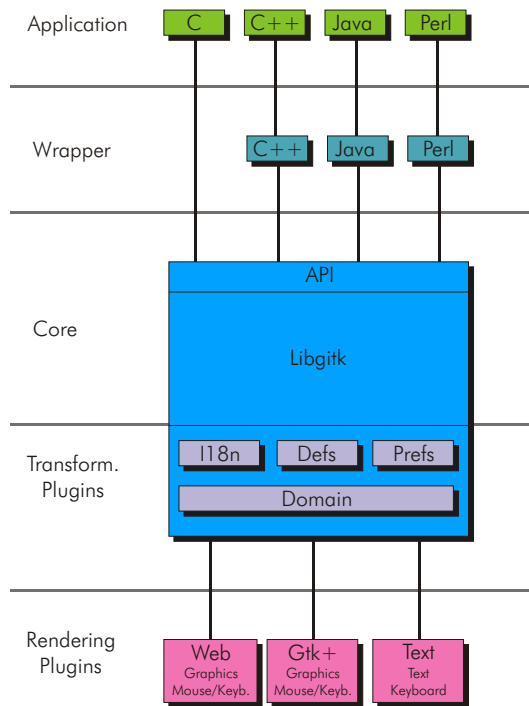 Application
C
C++
Java
Perl
Wrapper
C++
Java
Perl
API
Core
Libgitk
Transform.
Plugins
I18n
Defs
Prefs
Domain
Rendering
Plugins
Web
Graphics
Mouse/Keyb.
Gtk+
Graphics
Mouse/Keyb.
Text
Text
Keyboard